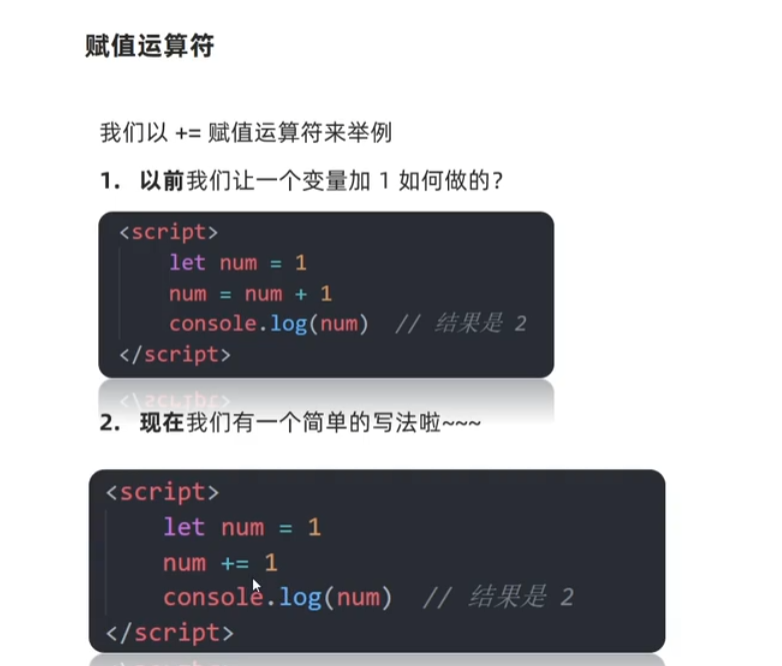 赋值运算符
我们以 += 赋值运算符来举例
1. 以前我们让一个变量加 1 如何做的?
<script>
let num = 1
num = num + 1
console.log(num) // 结果是 2
</script>
2. 现在我们有一个简单的写法啦~~~
<script>
let num = 1
num += 1
console.log(num) // 结果是 2
</script>